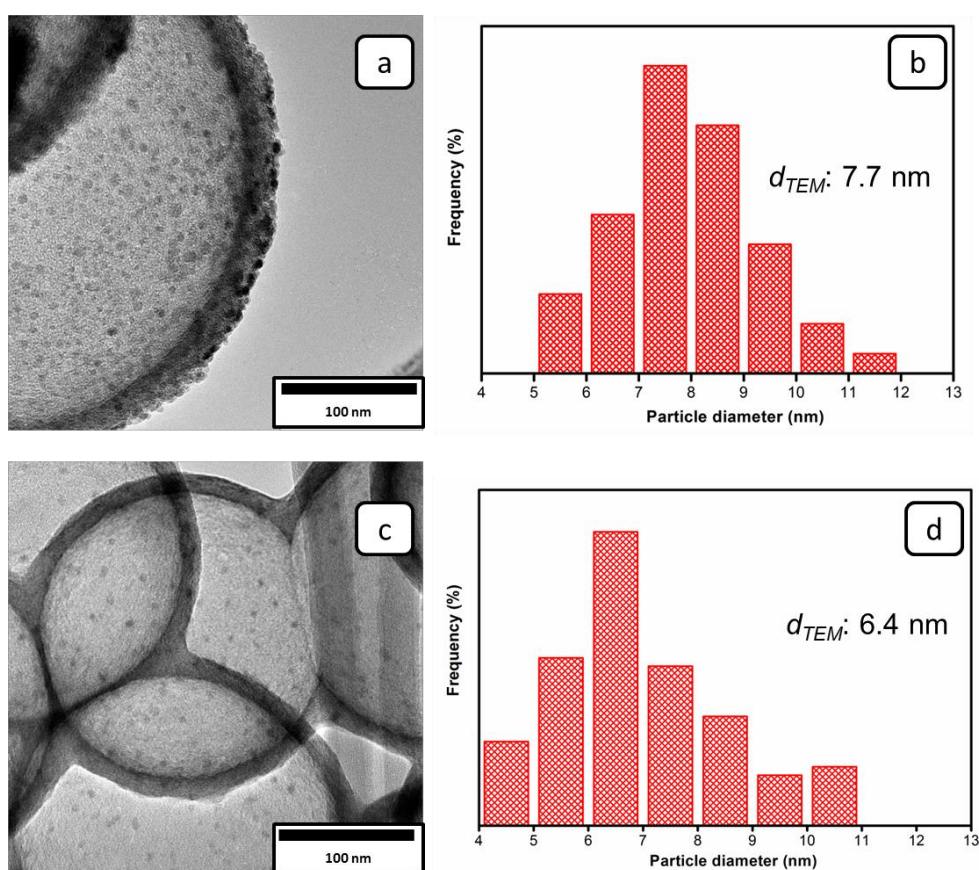 a
100 nm
b
Frequency (%)
d_TEM: 7.7 nm
4 5 6 7 8 9 10 11 12 13
Particle diameter (nm)
c
100 nm
d
Frequency (%)
d_TEM: 6.4 nm
4 5 6 7 8 9 10 11 12 13
Particle diameter (nm)